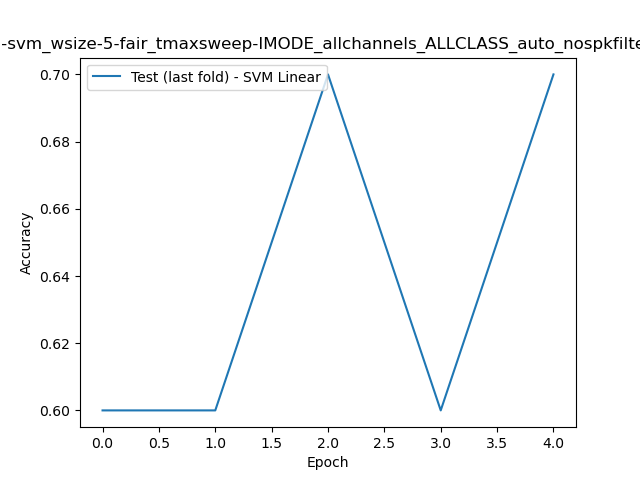 -svm_wsize-5-fair_tmaxsweep-IMODE_allchannels_ALLCLASS_auto_nospkfilte
Test (last fold) - SVM Linear
0.70
0.68
0.66
0.64
0.62
0.60
Accuracy
0.0 0.5 1.0 1.5 2.0 2.5 3.0 3.5 4.0
Epoch